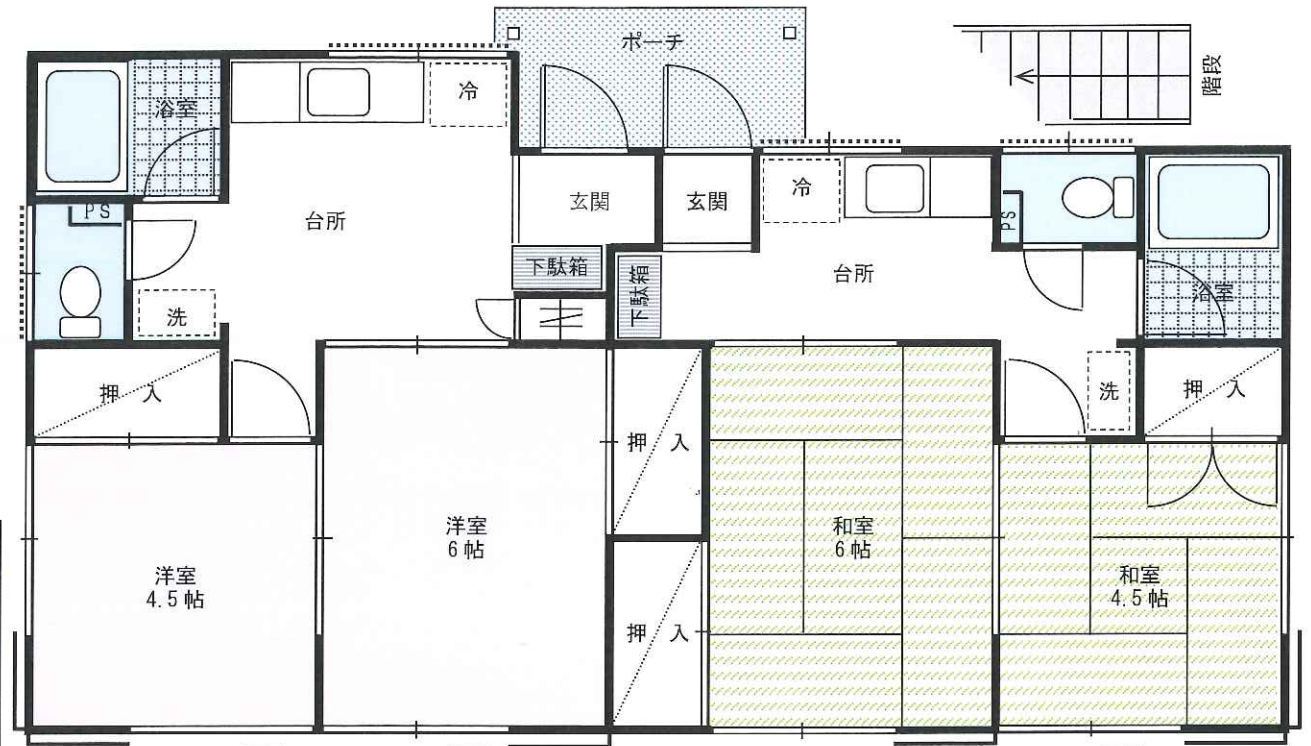 ポーチ
階段
浴室
冷
PS
台所
洗
玄関
下駄箱
玄関
下駄箱
冷
台所
PS
浴室
洗
押入
押入
押入
押入
洋室
4.5帖
洋室
6帖
和室
6帖
和室
4.5帖